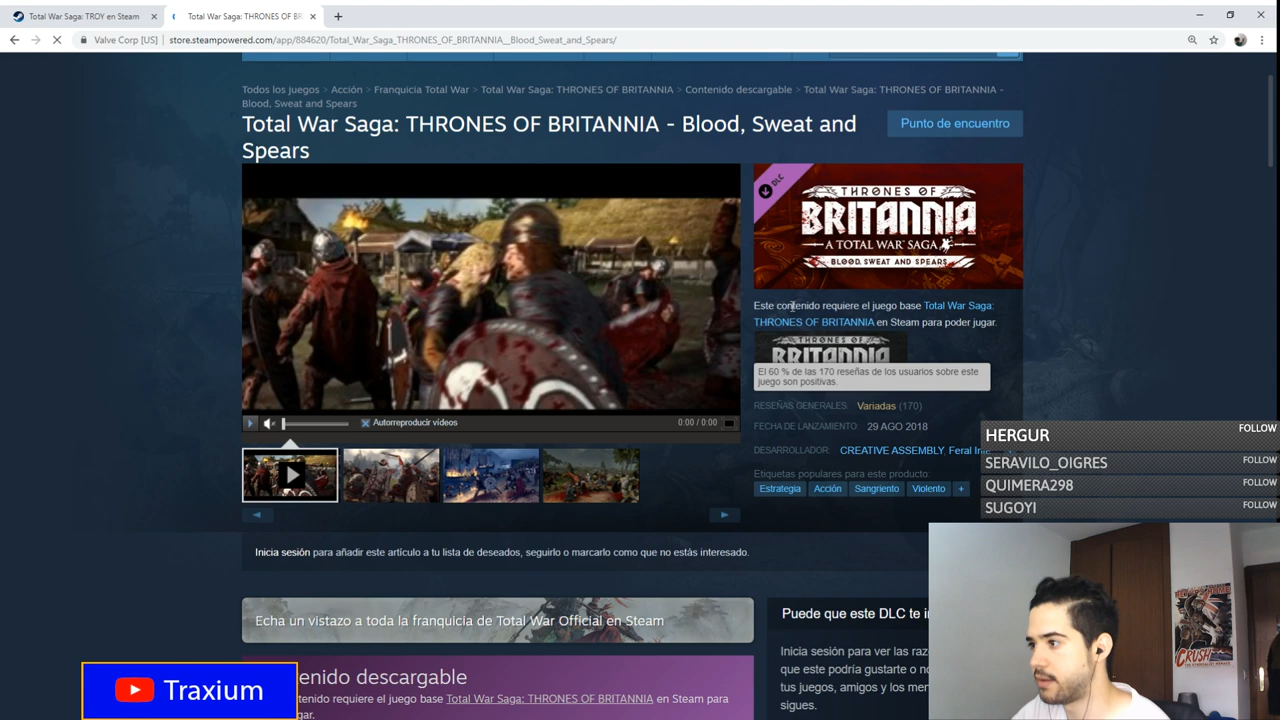 Total War Saga: TROY en Steam
Total War Saga: THRONES OF BR
Valve Corp [US]
store.steampowered.com/app/884620/Total_War_Saga_THRONES_OF_BRITANNIA__Blood_Sweat_and_Spears/
Todos los juegos > Acción > Franquicia Total War > Total War Saga: THRONES OF BRITANNIA > Contenido descargable > Total War Saga: THRONES OF BRITANNIA -
Blood, Sweat and Spears
Total War Saga: THRONES OF BRITANNIA - Blood, Sweat and
Spears
Punto de encuentro
DLC
THRONES OF
BRITANNIA
A TOTAL WAR SAGA
BLOOD, SWEAT AND SPEARS
Este contenido requiere el juego base Total War Saga:
THRONES OF BRITANNIA en Steam para poder jugar.
THRONES OF
BRITANNIA
El 60 % de las 170 reseñas de los usuarios sobre este
juego son positivas.
RESEÑAS GENERALES: Variadas (170)
FECHA DE LANZAMIENTO: 29 AGO 2018
DESARROLLADOR: CREATIVE ASSEMBLY, Feral Inte
Etiquetas populares para este producto:
Estrategia Acción Sangriento Violento +
Autorreproducir vídeos
0:00 / 0:00
HERGUR FOLLOW
SERAVILO_OIGRES FOLLOW
QUIMERA298 FOLLOW
SUGOYI FOLLOW
Inicia sesión para añadir este artículo a tu lista de deseados, seguirlo o marcarlo como que no estás interesado.
Echa un vistazo a toda la franquicia de Total War Official en Steam
Puede que este DLC te i
Inicia sesión para ver las raz
que este podría gustarte o n
tus juegos, amigos y los mer
sigues.
enido descargable
tenido requiere el juego base Total War Saga: THRONES OF BRITANNIA en Steam para
gar.
Traxium
CRUSH